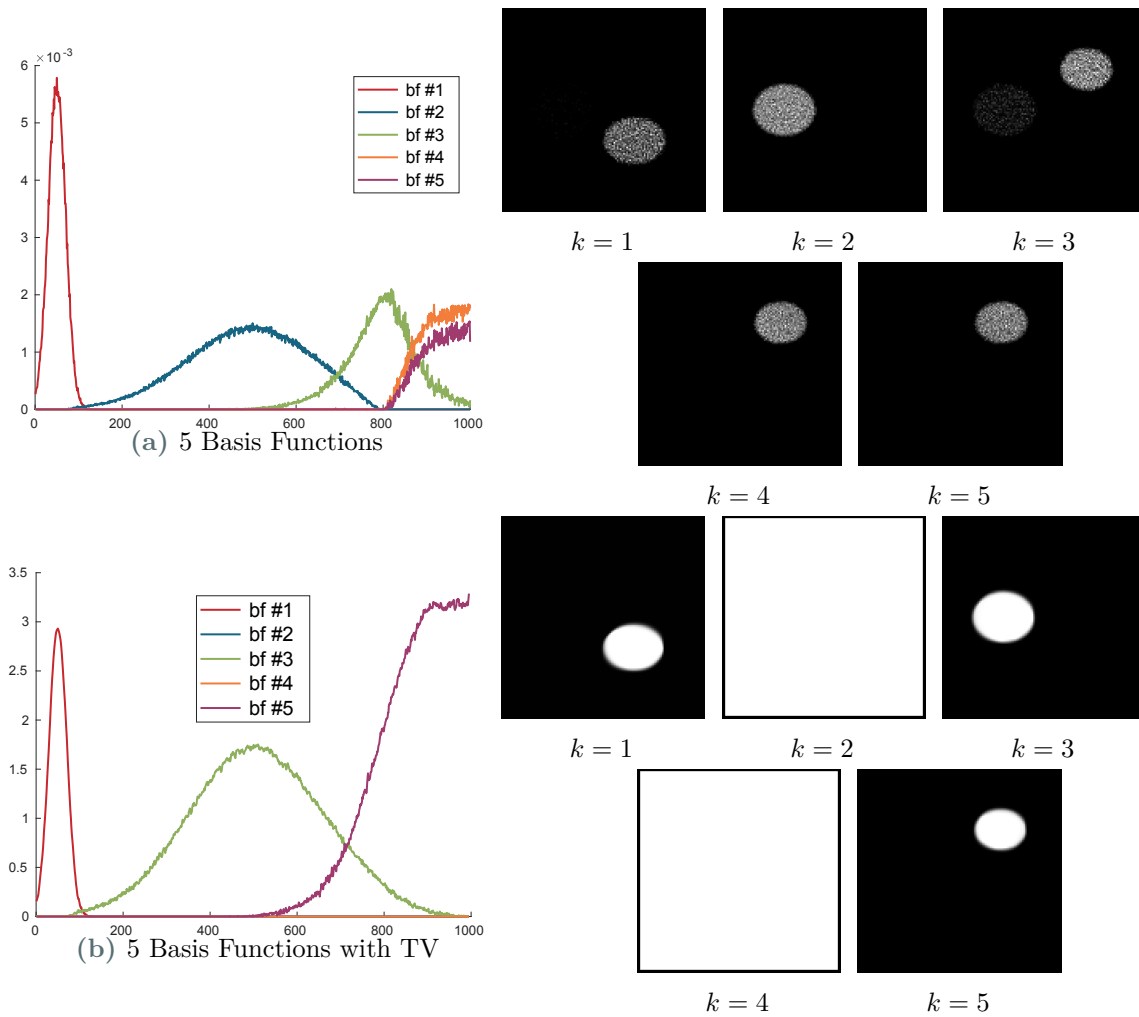 ×10⁻³
6
5
4
3
2
1
0
0 200 400 600 800 1000
bf #1
bf #2
bf #3
bf #4
bf #5
(a) 5 Basis Functions
k = 1 k = 2 k = 3
k = 4 k = 5
3.5
3
2.5
2
1.5
1
0.5
0
0 200 400 600 800 1000
bf #1
bf #2
bf #3
bf #4
bf #5
(b) 5 Basis Functions with TV
k = 1 k = 2 k = 3
k = 4 k = 5